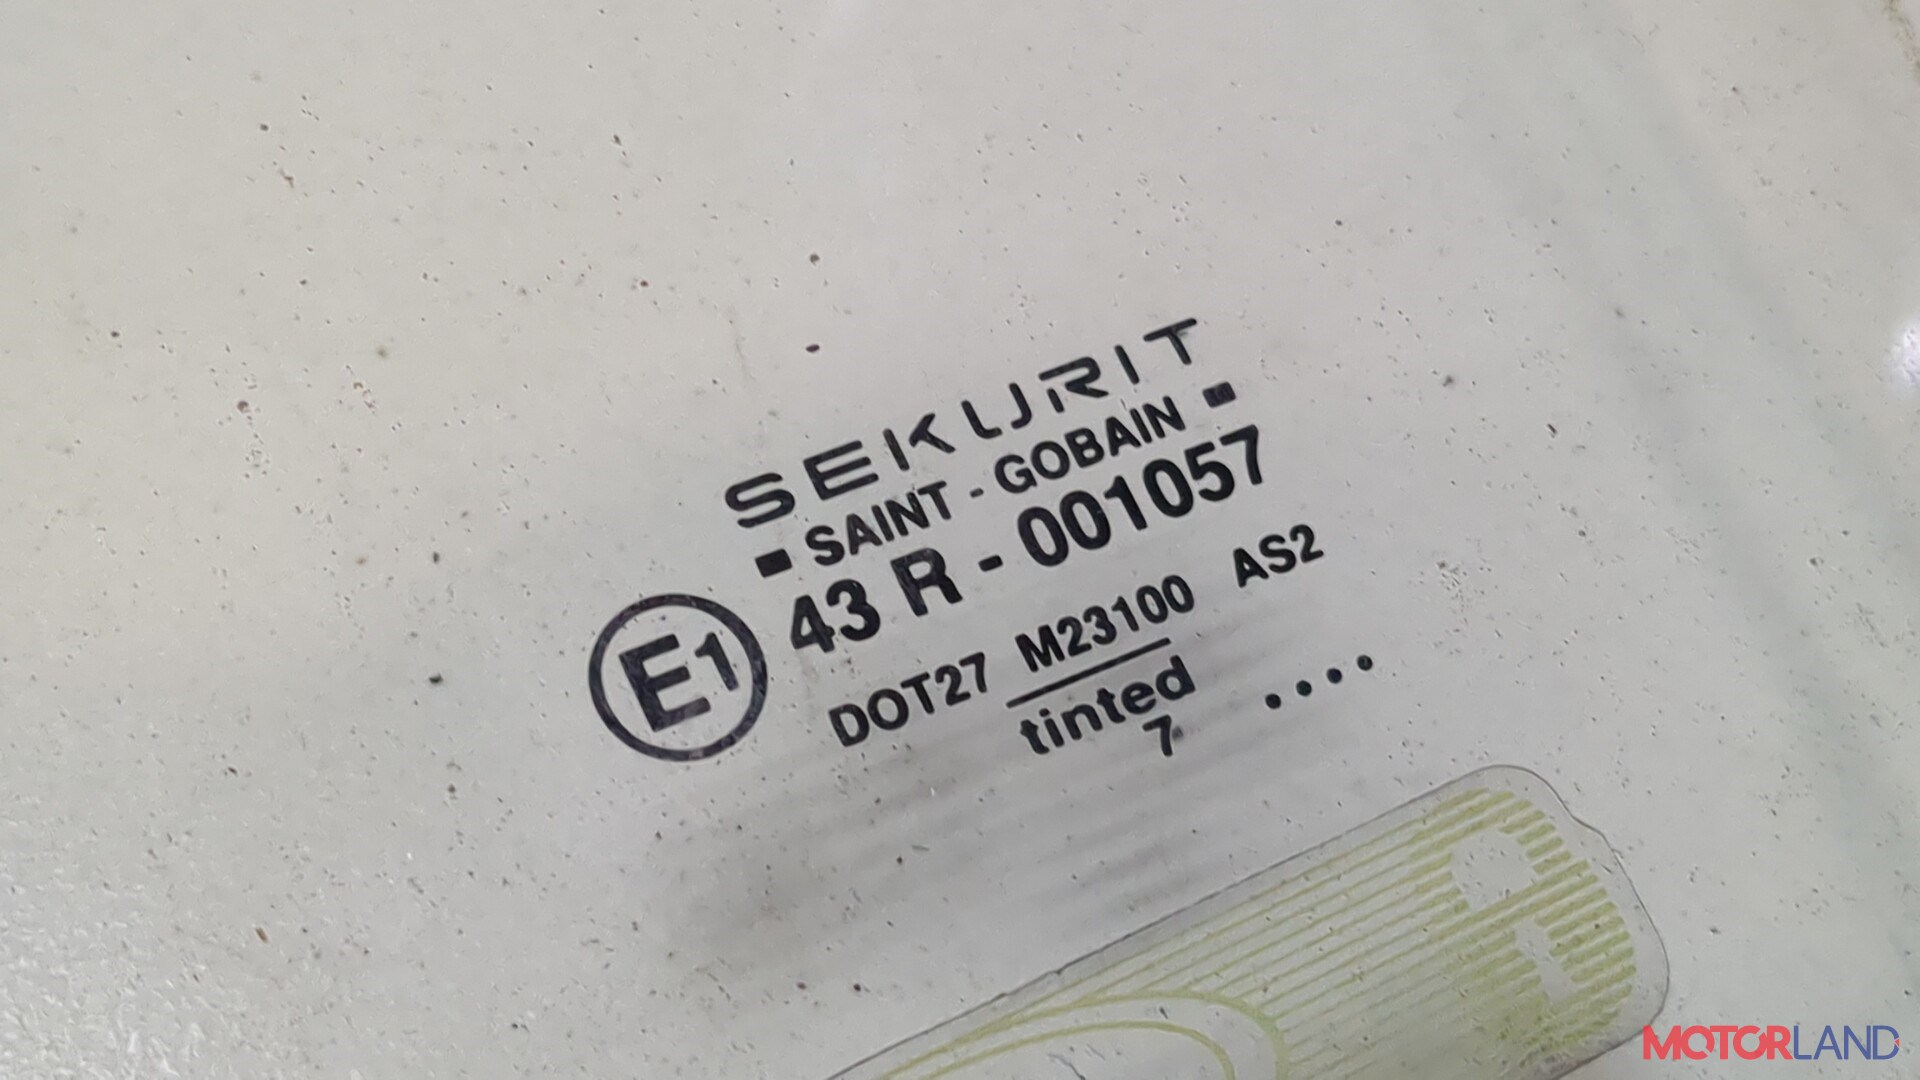 SEKURIT
SAINT - GOBAIN
43 R - 001057
E1
DOT27 M23100 AS2
tinted
7 ....
MOTORLAND